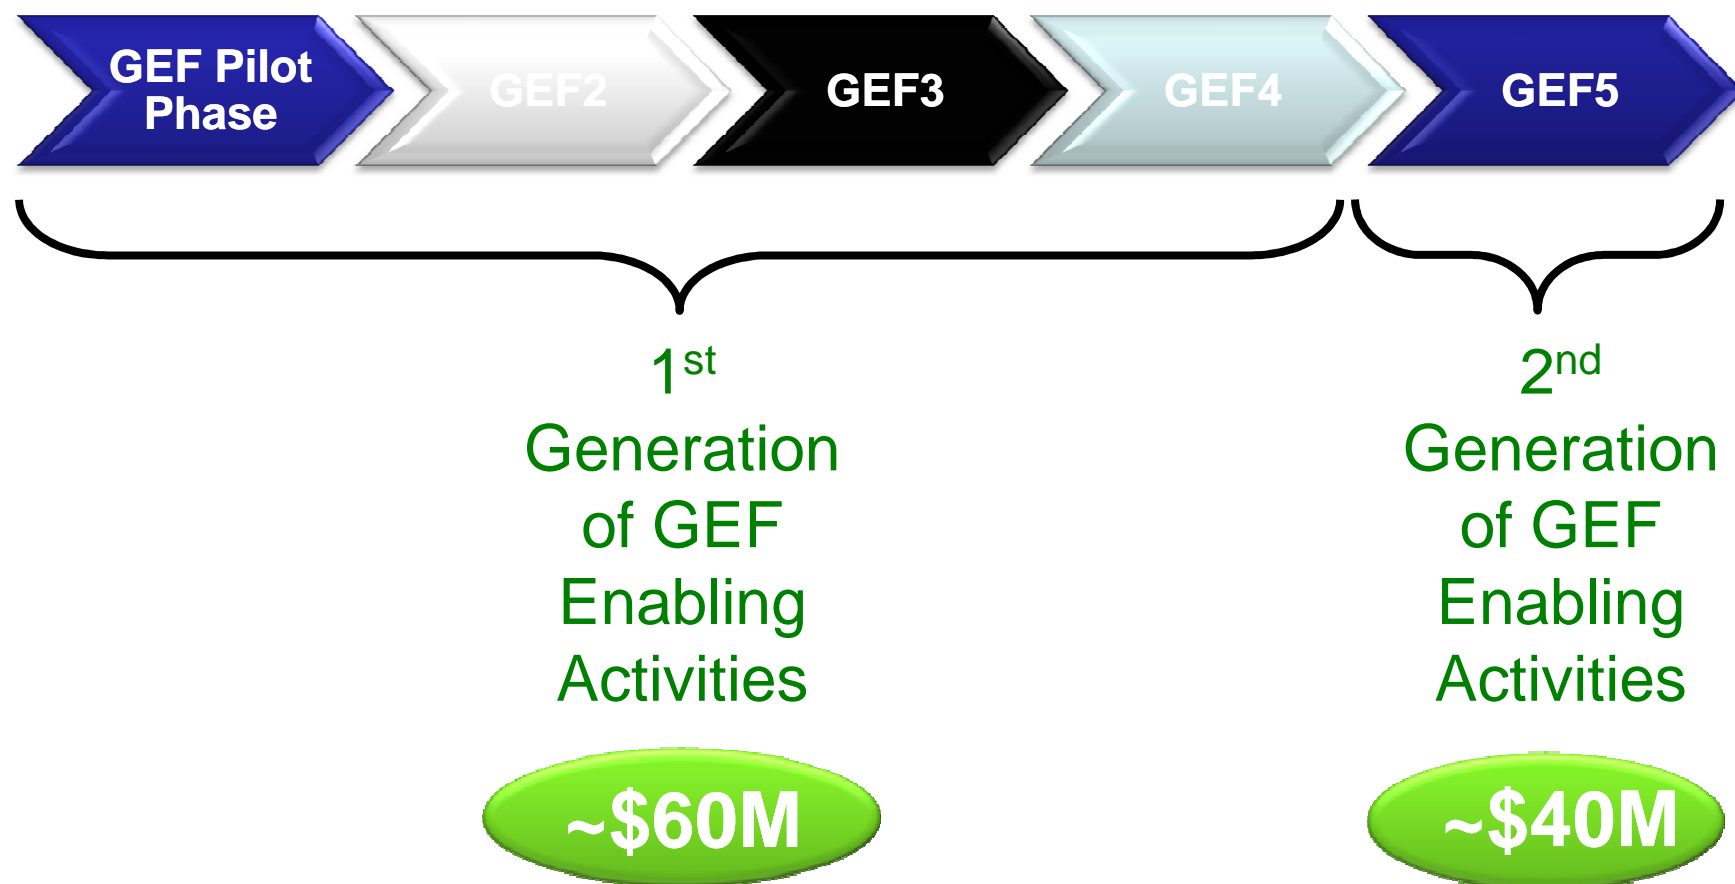 GEF Pilot
Phase
GEF2
GEF3
GEF4
GEF5
1st
Generation
of GEF
Enabling
Activities
~$60M
2nd
Generation
of GEF
Enabling
Activities
~$40M